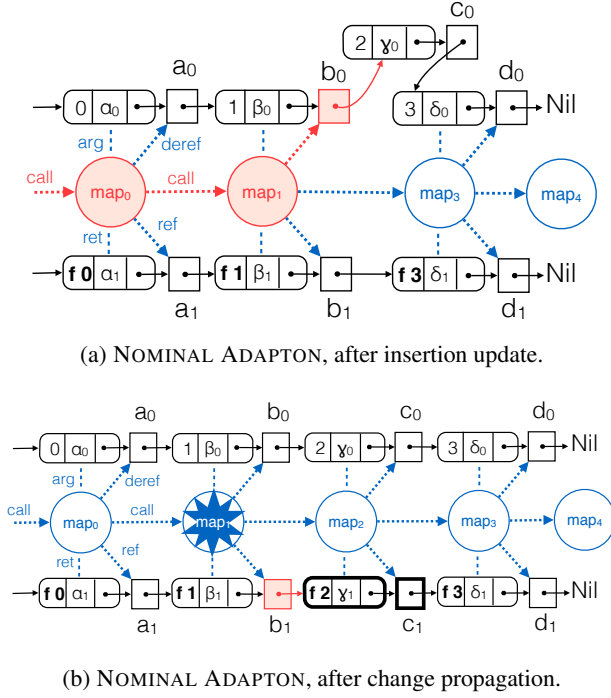 c₀
2 ɣ₀
a₀ b₀ d₀
0 α₀ 1 β₀ 3 δ₀ Nil
arg deref
call map₀ call map₁ map₃ map₄
ret ref
f 0 α₁ f 1 β₁ f 3 δ₁ Nil
a₁ b₁ d₁
(a) NOMINAL ADAPTON, after insertion update.
a₀ b₀ c₀ d₀
0 α₀ 1 β₀ 2 ɣ₀ 3 δ₀ Nil
arg deref
call map₀ call map₁ map₂ map₃ map₄
ret ref
f 0 α₁ f 1 β₁ f 2 ɣ₁ f 3 δ₁ Nil
a₁ b₁ c₁ d₁
(b) NOMINAL ADAPTON, after change propagation.